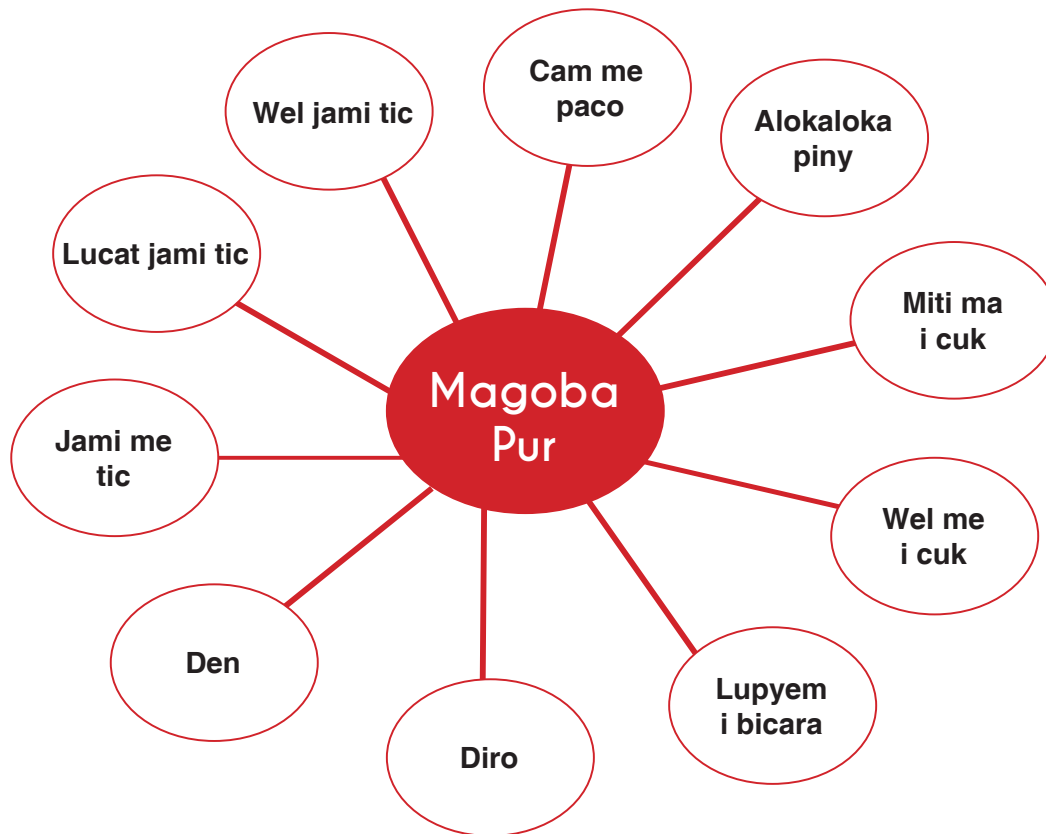 Cam me
paco
Alokaloka
piny
Miti ma
i cuk
Wel me
i cuk
Lupyem
i bicara
Diro
Den
Jami me
tic
Lucat jami tic
Wel jami tic
Magoba
Pur